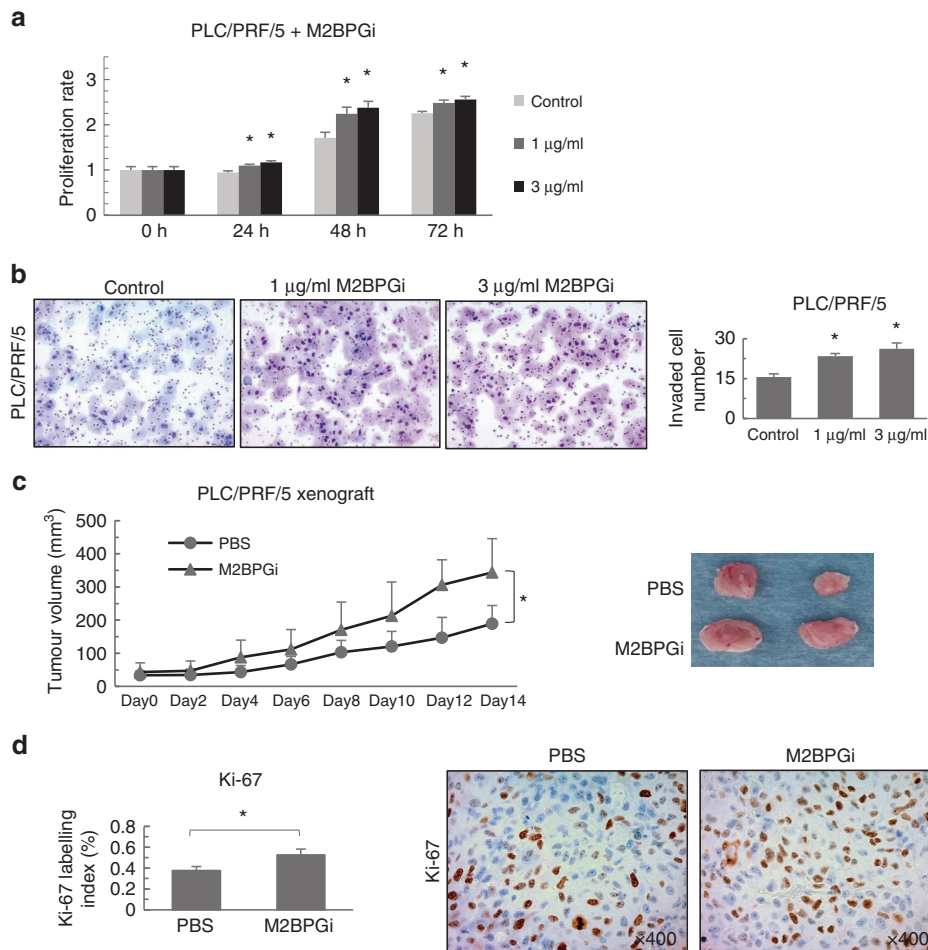 a
PLC/PRF/5 + M2BPGi
Proliferation rate
3
2
1
0
0 h 24 h 48 h 72 h
* * * * * *
Control
1 μg/ml
3 μg/ml
b
Control 1 μg/ml M2BPGi 3 μg/ml M2BPGi
PLC/PRF/5
PLC/PRF/5
Invaded cell
number
30
15
0
* *
Control 1 μg/ml 3 μg/ml
c
PLC/PRF/5 xenograft
Tumour volume (mm³)
500
400
300
200
100
0
PBS
M2BPGi
*
Day0 Day2 Day4 Day6 Day8 Day10 Day12 Day14
PBS
M2BPGi
d
Ki-67
Ki-67 labelling
index (%)
0.8
0.6
0.4
0.2
0
*
PBS M2BPGi
PBS M2BPGi
Ki-67
×400 ×400